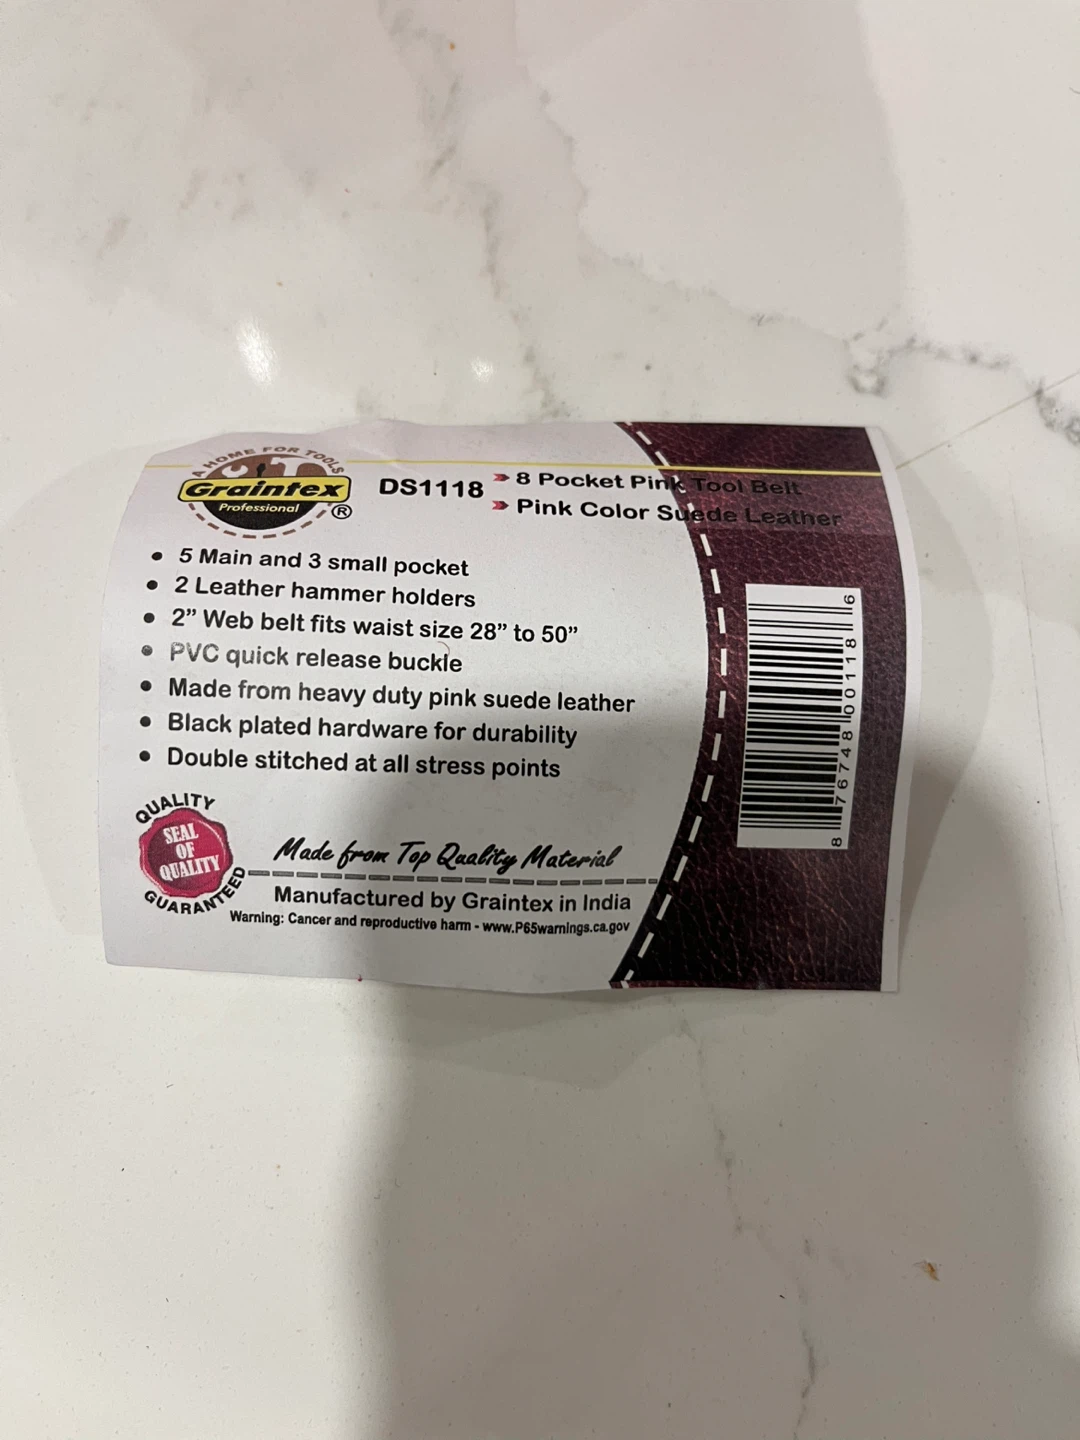 A HOME FOR TOOLS
Graintex
Professional
®
DS1118
8 Pocket Pink Tool Belt
Pink Color Suede Leather
• 5 Main and 3 small pocket
• 2 Leather hammer holders
• 2” Web belt fits waist size 28” to 50”
• PVC quick release buckle
• Made from heavy duty pink suede leather
• Black plated hardware for durability
• Double stitched at all stress points
QUALITY
SEAL
OF
QUALITY
GUARANTEED
Made from Top Quality Material
Manufactured by Graintex in India
Warning: Cancer and reproductive harm - www.P65warnings.ca.gov
8 76748 00118 6